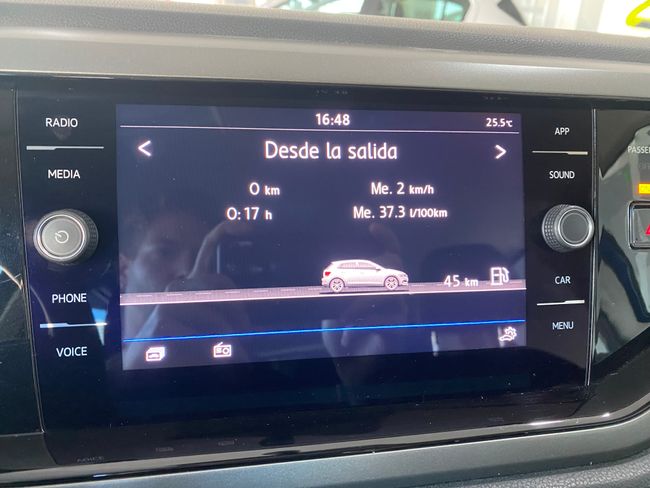 RADIO
MEDIA
PHONE
VOICE
16:48
25.5°C
< Desde la salida >
0 km
Me. 2 km/h
0:17 h
Me. 37.3 l/100km
45 km
APP
SOUND
CAR
MENU